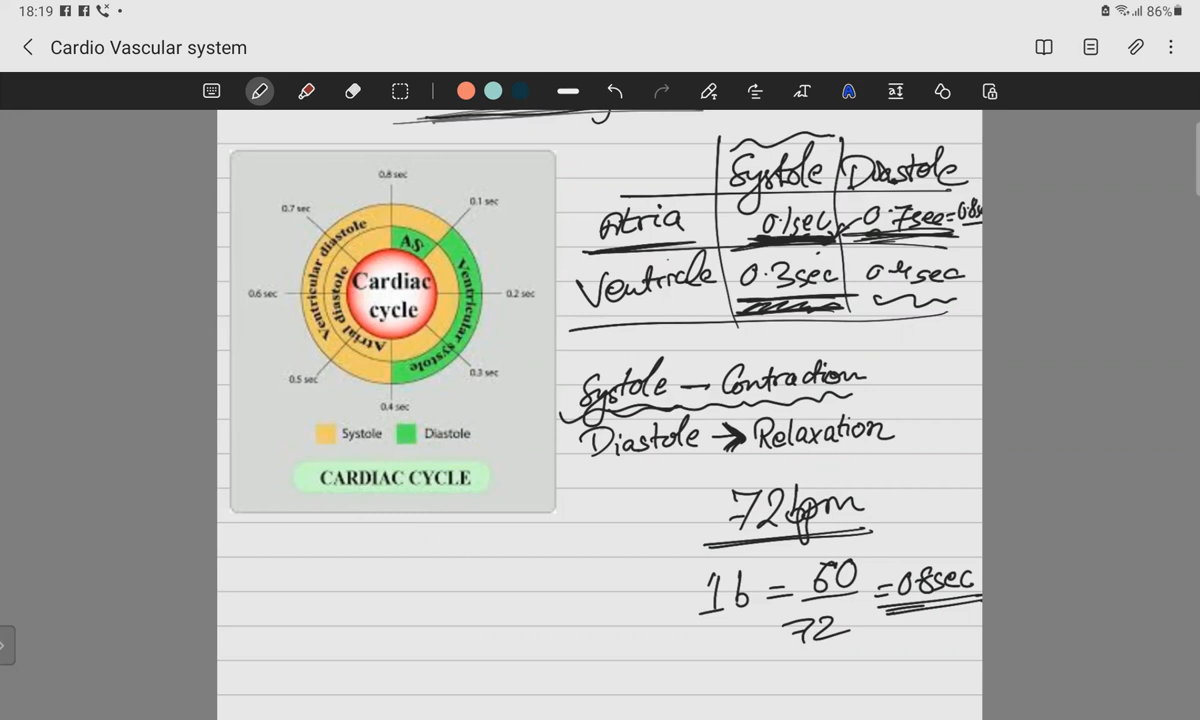 18:19
86%
Cardio Vascular system
0.8 sec
0.1 sec
0.2 sec
0.3 sec
0.4 sec
0.5 sec
0.6 sec
0.7 sec
AS
Ventricular systole
Ventricular diastole
Atrial diastole
Cardiac
cycle
Systole Diastole
CARDIAC CYCLE
Systole Diastole
Atria 0.1sec 0.7sec=0.8s
Ventricle 0.3sec 0.4sec
Systole — Contraction
Diastole → Relaxation
72bpm
1b = 60/72 = 0.8sec